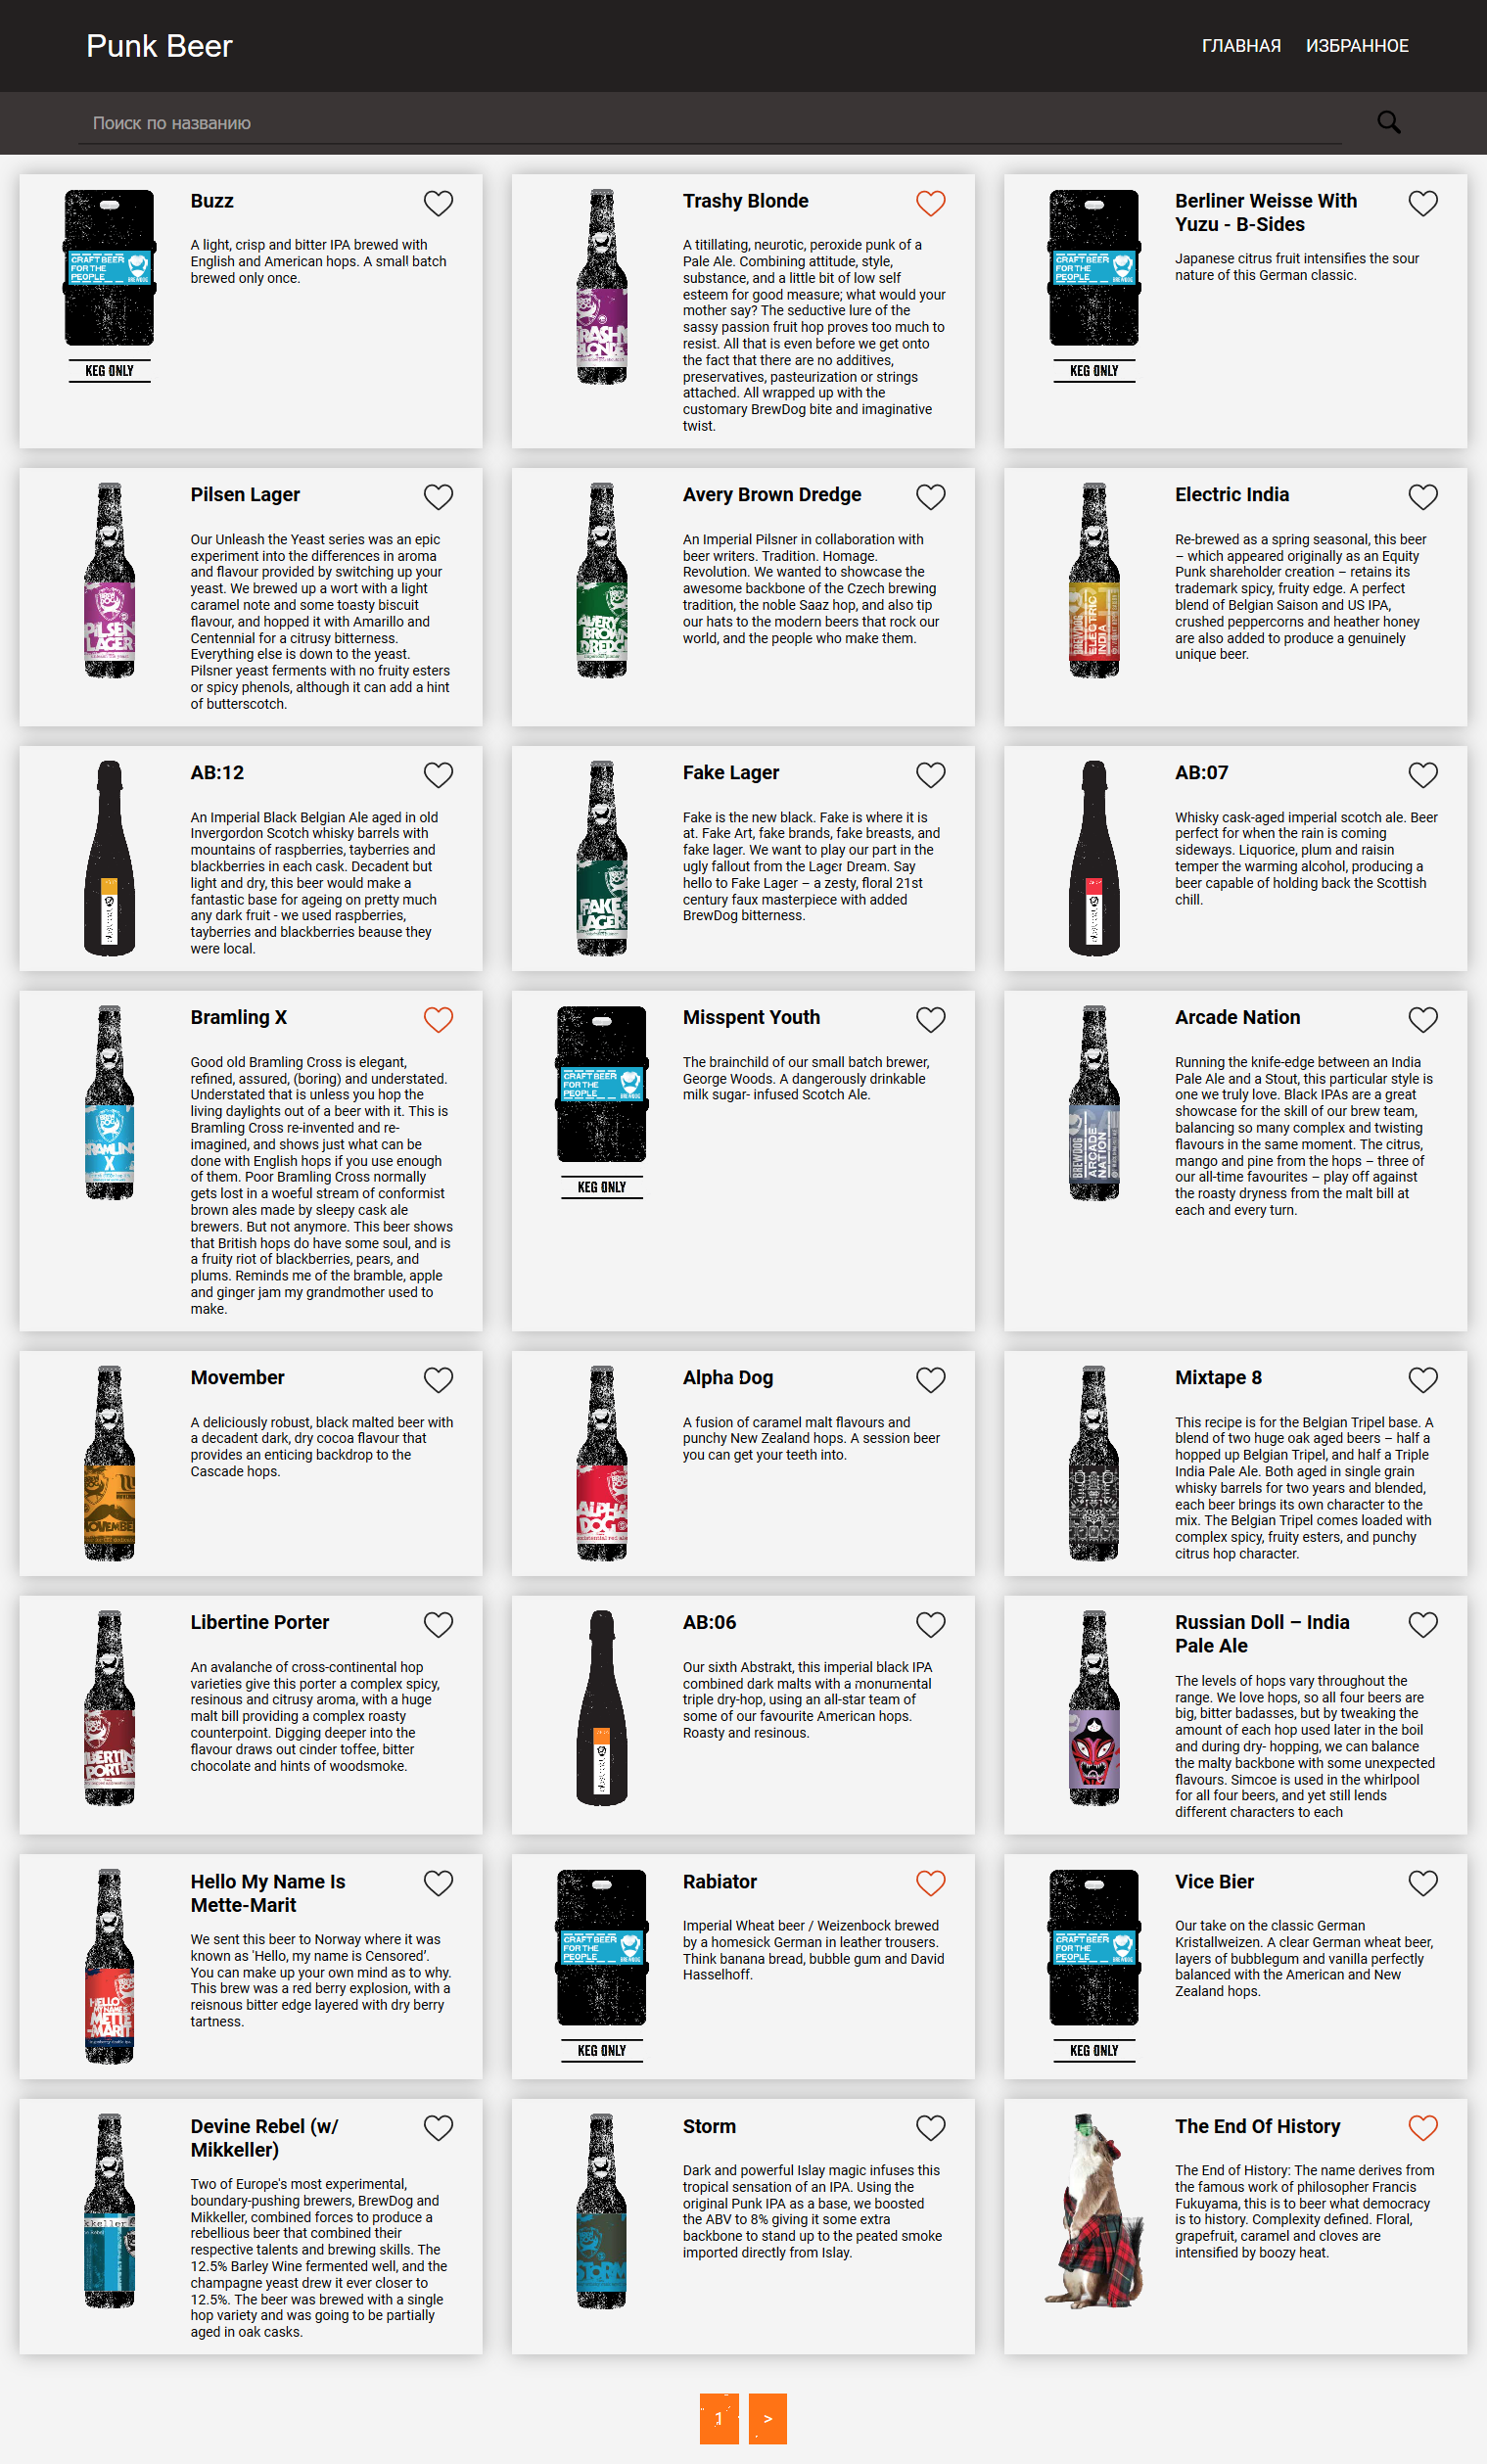 Punk Beer
ГЛАВНАЯ ИЗБРАННОЕ
Поиск по названию
CRAFT BEER
FOR THE
PEOPLE
BREWDOG
KEG ONLY
Buzz
A light, crisp and bitter IPA brewed with
English and American hops. A small batch
brewed only once.
TRASHY
BLONDE
Trashy Blonde
A titillating, neurotic, peroxide punk of a
Pale Ale. Combining attitude, style,
substance, and a little bit of low self
esteem for good measure; what would your
mother say? The seductive lure of the
sassy passion fruit hop proves too much to
resist. All that is even before we get onto
the fact that there are no additives,
preservatives, pasteurization or strings
attached. All wrapped up with the
customary BrewDog bite and imaginative
twist.
CRAFT BEER
FOR THE
PEOPLE
BREWDOG
KEG ONLY
Berliner Weisse With
Yuzu - B-Sides
Japanese citrus fruit intensifies the sour
nature of this German classic.
PILSEN
LAGER
Pilsen Lager
Our Unleash the Yeast series was an epic
experiment into the differences in aroma
and flavour provided by switching up your
yeast. We brewed up a wort with a light
caramel note and some toasty biscuit
flavour, and hopped it with Amarillo and
Centennial for a citrusy bitterness.
Everything else is down to the yeast.
Pilsner yeast ferments with no fruity esters
or spicy phenols, although it can add a hint
of butterscotch.
AVERY
BROWN
DREDGE
Avery Brown Dredge
An Imperial Pilsner in collaboration with
beer writers. Tradition. Homage.
Revolution. We wanted to showcase the
awesome backbone of the Czech brewing
tradition, the noble Saaz hop, and also tip
our hats to the modern beers that rock our
world, and the people who make them.
BREWDOG
ELECTRIC
INDIA
Electric India
Re-brewed as a spring seasonal, this beer
– which appeared originally as an Equity
Punk shareholder creation – retains its
trademark spicy, fruity edge. A perfect
blend of Belgian Saison and US IPA,
crushed peppercorns and heather honey
are also added to produce a genuinely
unique beer.
AB:12
An Imperial Black Belgian Ale aged in old
Invergordon Scotch whisky barrels with
mountains of raspberries, tayberries and
blackberries in each cask. Decadent but
light and dry, this beer would make a
fantastic base for ageing on pretty much
any dark fruit - we used raspberries,
tayberries and blackberries beause they
were local.
FAKE
LAGER
Fake Lager
Fake is the new black. Fake is where it is
at. Fake Art, fake brands, fake breasts, and
fake lager. We want to play our part in the
ugly fallout from the Lager Dream. Say
hello to Fake Lager – a zesty, floral 21st
century faux masterpiece with added
BrewDog bitterness.
AB:07
Whisky cask-aged imperial scotch ale. Beer
perfect for when the rain is coming
sideways. Liquorice, plum and raisin
temper the warming alcohol, producing a
beer capable of holding back the Scottish
chill.
BRAMLING
X
Bramling X
Good old Bramling Cross is elegant,
refined, assured, (boring) and understated.
Understated that is unless you hop the
living daylights out of a beer with it. This is
Bramling Cross re-invented and re-
imagined, and shows just what can be
done with English hops if you use enough
of them. Poor Bramling Cross normally
gets lost in a woeful stream of conformist
brown ales made by sleepy cask ale
brewers. But not anymore. This beer shows
that British hops do have some soul, and is
a fruity riot of blackberries, pears, and
plums. Reminds me of the bramble, apple
and ginger jam my grandmother used to
make.
CRAFT BEER
FOR THE
PEOPLE
BREWDOG
KEG ONLY
Misspent Youth
The brainchild of our small batch brewer,
George Woods. A dangerously drinkable
milk sugar- infused Scotch Ale.
BREWDOG
ARCADE
NATION
Arcade Nation
Running the knife-edge between an India
Pale Ale and a Stout, this particular style is
one we truly love. Black IPAs are a great
showcase for the skill of our brew team,
balancing so many complex and twisting
flavours in the same moment. The citrus,
mango and pine from the hops – three of
our all-time favourites – play off against
the roasty dryness from the malt bill at
each and every turn.
MOVEMBER
Movember
A deliciously robust, black malted beer with
a decadent dark, dry cocoa flavour that
provides an enticing backdrop to the
Cascade hops.
ALPHA
DOG
Alpha Dog
A fusion of caramel malt flavours and
punchy New Zealand hops. A session beer
you can get your teeth into.
Mixtape 8
This recipe is for the Belgian Tripel base. A
blend of two huge oak aged beers – half a
hopped up Belgian Tripel, and half a Triple
India Pale Ale. Both aged in single grain
whisky barrels for two years and blended,
each beer brings its own character to the
mix. The Belgian Tripel comes loaded with
complex spicy, fruity esters, and punchy
citrus hop character.
LIBERTINE
PORTER
Libertine Porter
An avalanche of cross-continental hop
varieties give this porter a complex spicy,
resinous and citrusy aroma, with a huge
malt bill providing a complex roasty
counterpoint. Digging deeper into the
flavour draws out cinder toffee, bitter
chocolate and hints of woodsmoke.
AB:06
Our sixth Abstrakt, this imperial black IPA
combined dark malts with a monumental
triple dry-hop, using an all-star team of
some of our favourite American hops.
Roasty and resinous.
Russian Doll – India
Pale Ale
The levels of hops vary throughout the
range. We love hops, so all four beers are
big, bitter badasses, but by tweaking the
amount of each hop used later in the boil
and during dry- hopping, we can balance
the malty backbone with some unexpected
flavours. Simcoe is used in the whirlpool
for all four beers, and yet still lends
different characters to each
HELLO
MY NAME IS
METTE
-MARIT
Hello My Name Is
Mette-Marit
We sent this beer to Norway where it was
known as 'Hello, my name is Censored’.
You can make up your own mind as to why.
This brew was a red berry explosion, with a
reisnous bitter edge layered with dry berry
tartness.
CRAFT BEER
FOR THE
PEOPLE
BREWDOG
KEG ONLY
Rabiator
Imperial Wheat beer / Weizenbock brewed
by a homesick German in leather trousers.
Think banana bread, bubble gum and David
Hasselhoff.
CRAFT BEER
FOR THE
PEOPLE
BREWDOG
KEG ONLY
Vice Bier
Our take on the classic German
Kristallweizen. A clear German wheat beer,
layers of bubblegum and vanilla perfectly
balanced with the American and New
Zealand hops.
kkeller
Devine Rebel (w/
Mikkeller)
Two of Europe's most experimental,
boundary-pushing brewers, BrewDog and
Mikkeller, combined forces to produce a
rebellious beer that combined their
respective talents and brewing skills. The
12.5% Barley Wine fermented well, and the
champagne yeast drew it ever closer to
12.5%. The beer was brewed with a single
hop variety and was going to be partially
aged in oak casks.
STORM
Storm
Dark and powerful Islay magic infuses this
tropical sensation of an IPA. Using the
original Punk IPA as a base, we boosted
the ABV to 8% giving it some extra
backbone to stand up to the peated smoke
imported directly from Islay.
The End Of History
The End of History: The name derives from
the famous work of philosopher Francis
Fukuyama, this is to beer what democracy
is to history. Complexity defined. Floral,
grapefruit, caramel and cloves are
intensified by boozy heat.
1 >